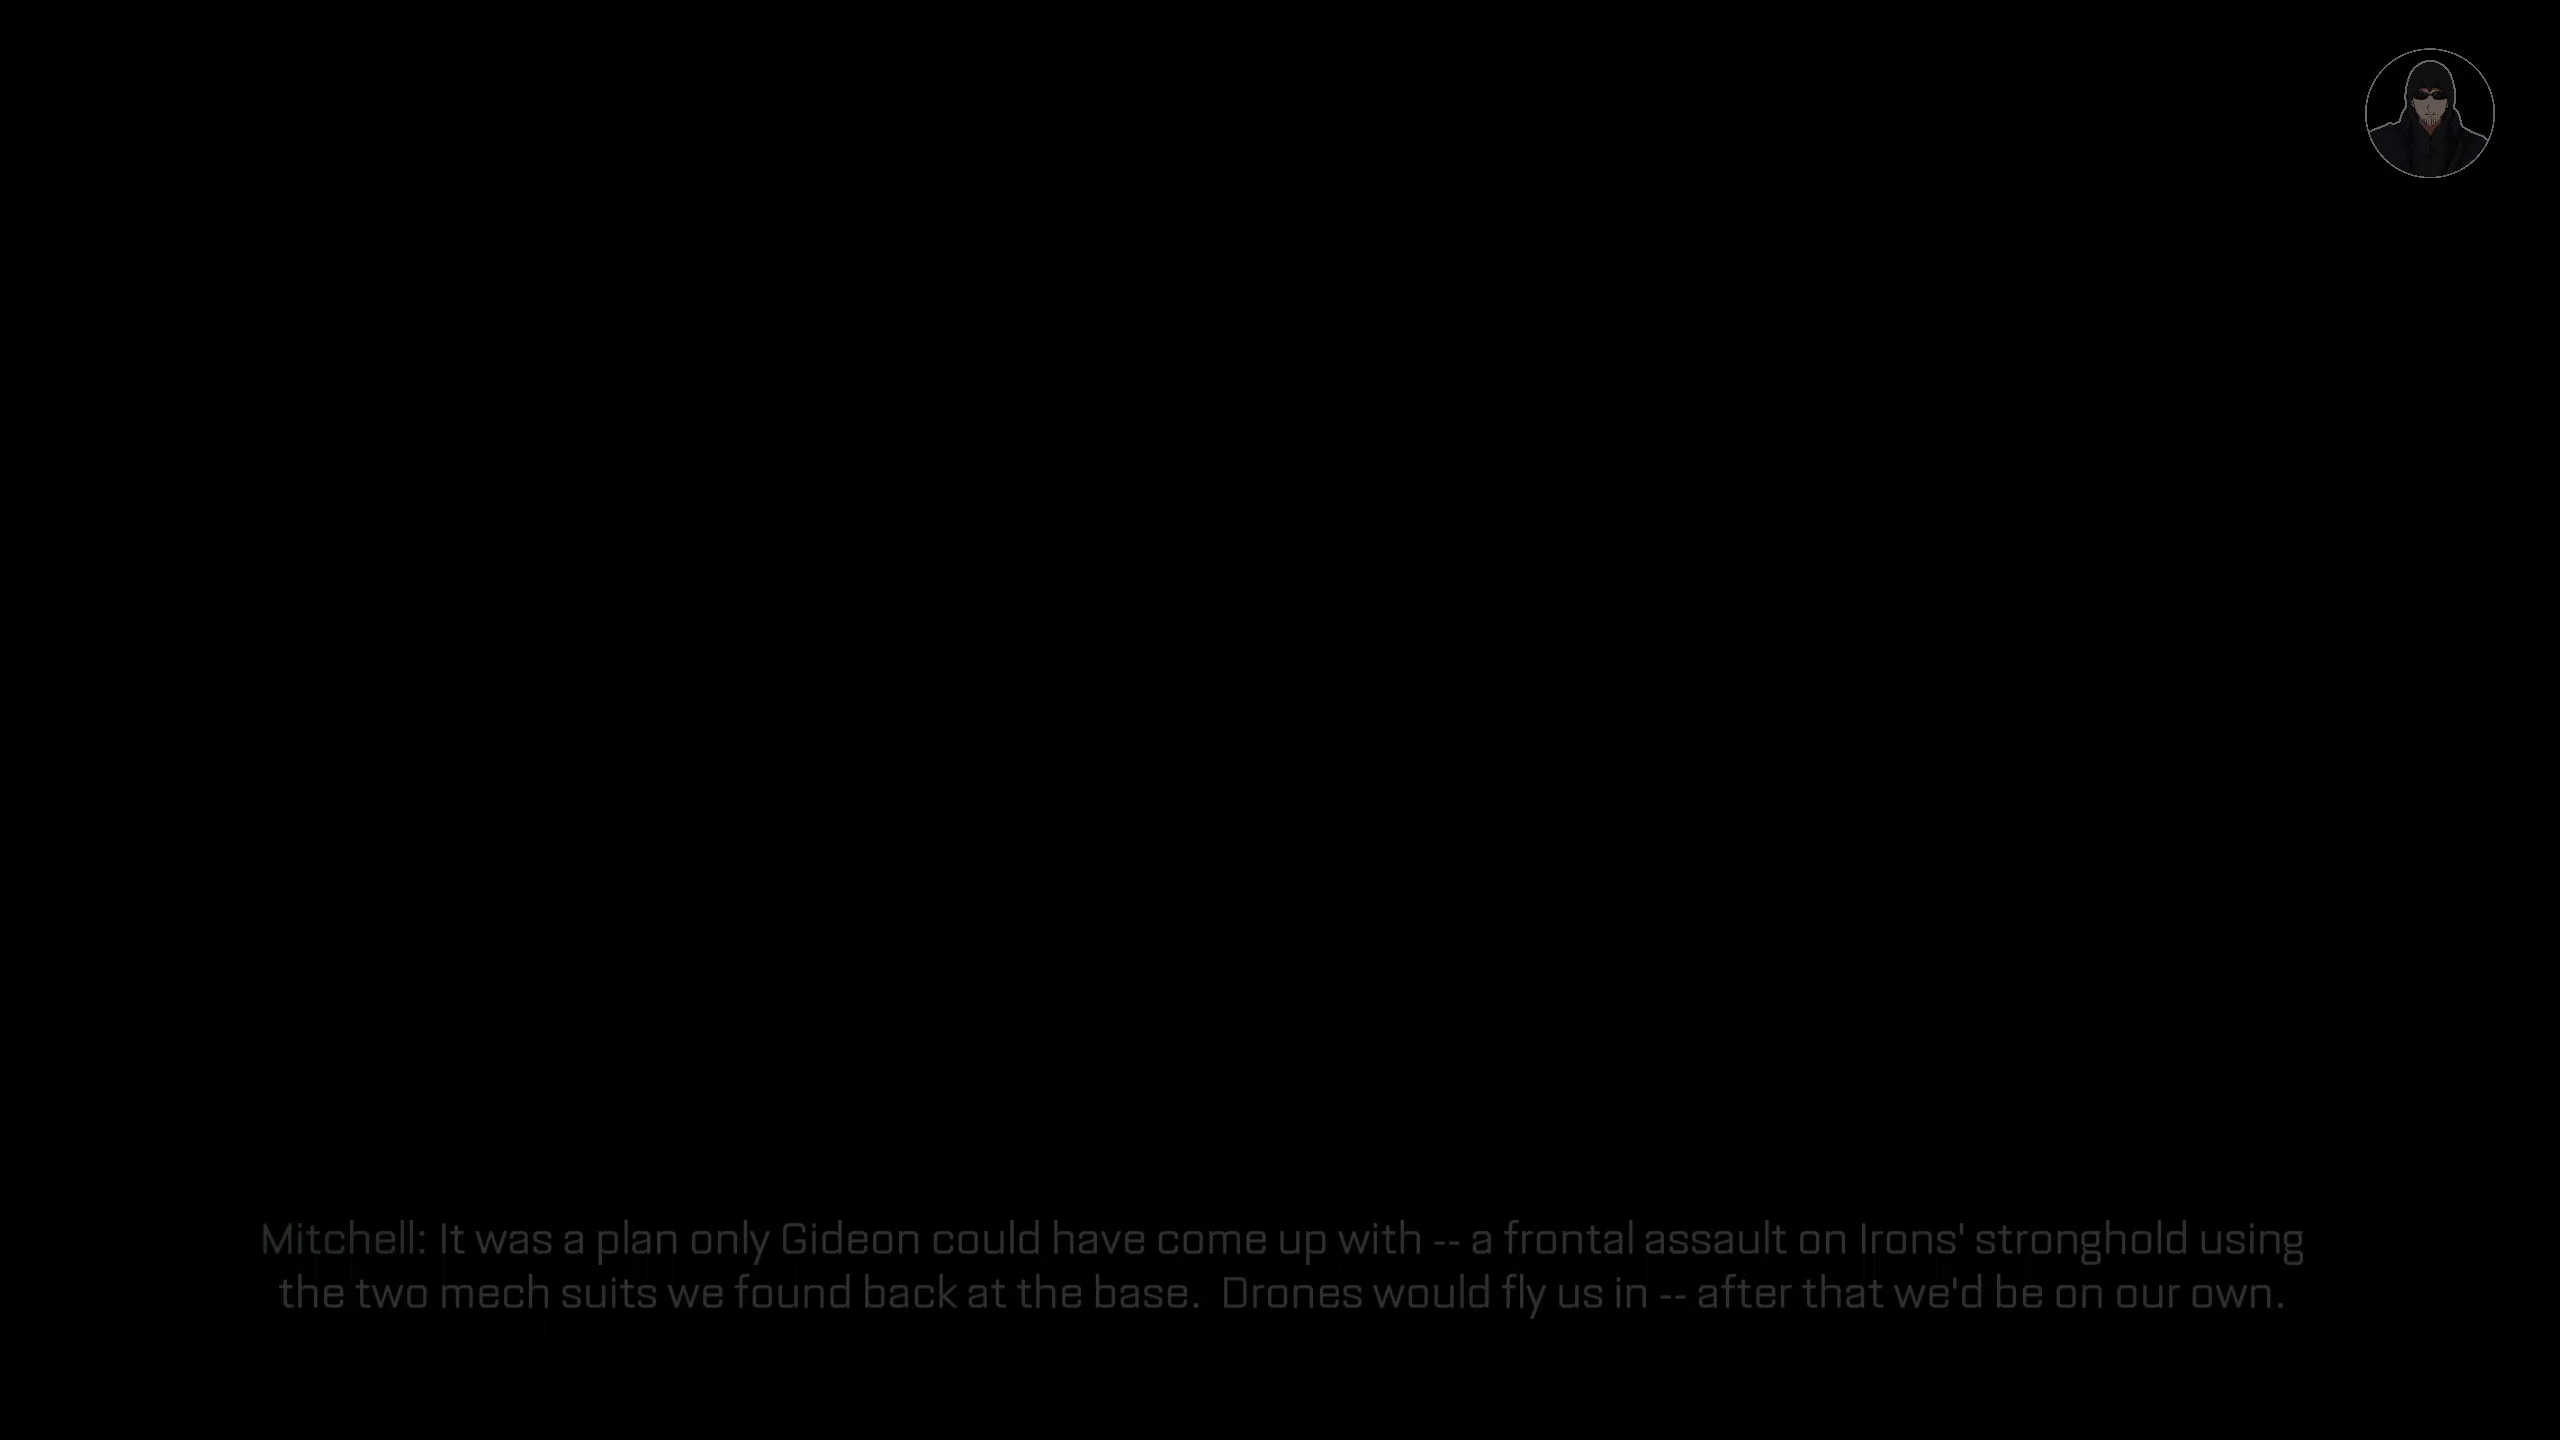 Mitchell: It was a plan only Gideon could have come up with -- a frontal assault on Irons' stronghold using
the two mech suits we found back at the base.  Drones would fly us in -- after that we'd be on our own.